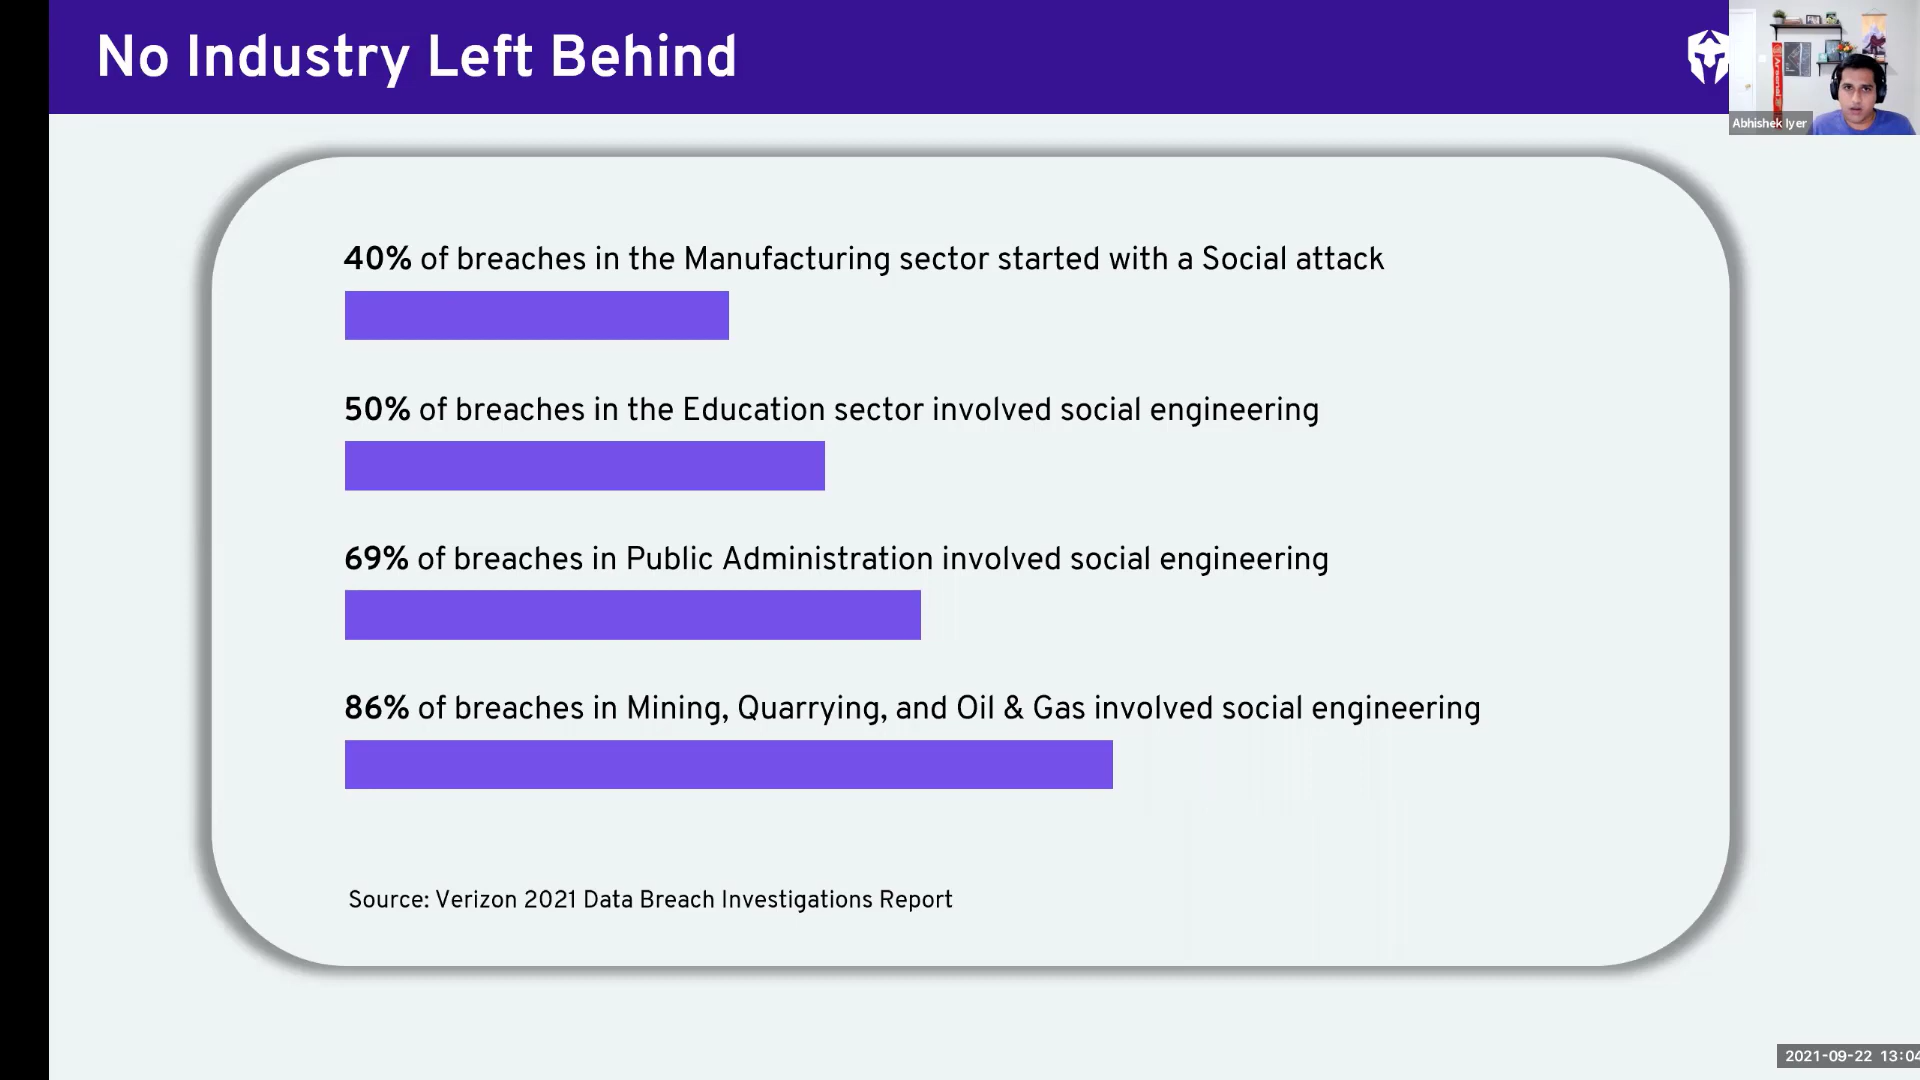 No Industry Left Behind
Abhishek Iyer
40% of breaches in the Manufacturing sector started with a Social attack
50% of breaches in the Education sector involved social engineering
69% of breaches in Public Administration involved social engineering
86% of breaches in Mining, Quarrying, and Oil & Gas involved social engineering
Source: Verizon 2021 Data Breach Investigations Report
2021-09-22 13:04